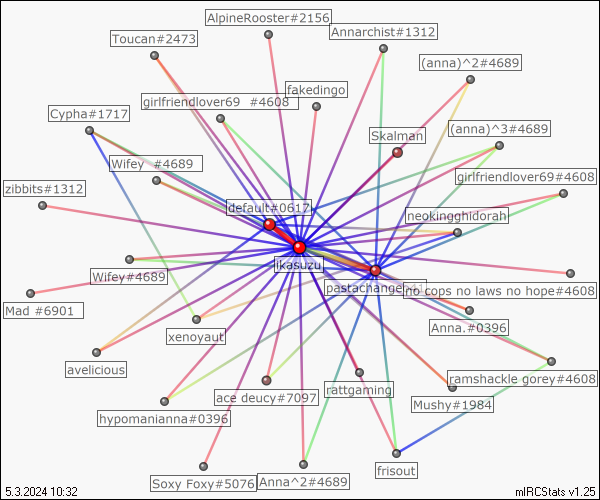 AlpineRooster#2156
Annarchist#1312
Toucan#2473
(anna)^2#4689
fakedingo
girlfriendlover69 #4608
Cypha#1717
(anna)^3#4689
Skalman
Wifey #4689
girlfriendlover69#4608
zibbits#1312
default#0617
neokingghidorah
ikasuzu
Wifey#4689
no cops no laws no hope#4608
Mad #6901
Anna.#0396
xenoyaut
avelicious
ramshackle gorey#4608
rattgaming
ace deucy#7097
Mushy#1984
hypomanianna#0396
frisout
Anna^2#4689
Soxy Foxy#5076
5.3.2024 10:32
mIRCStats v1.25